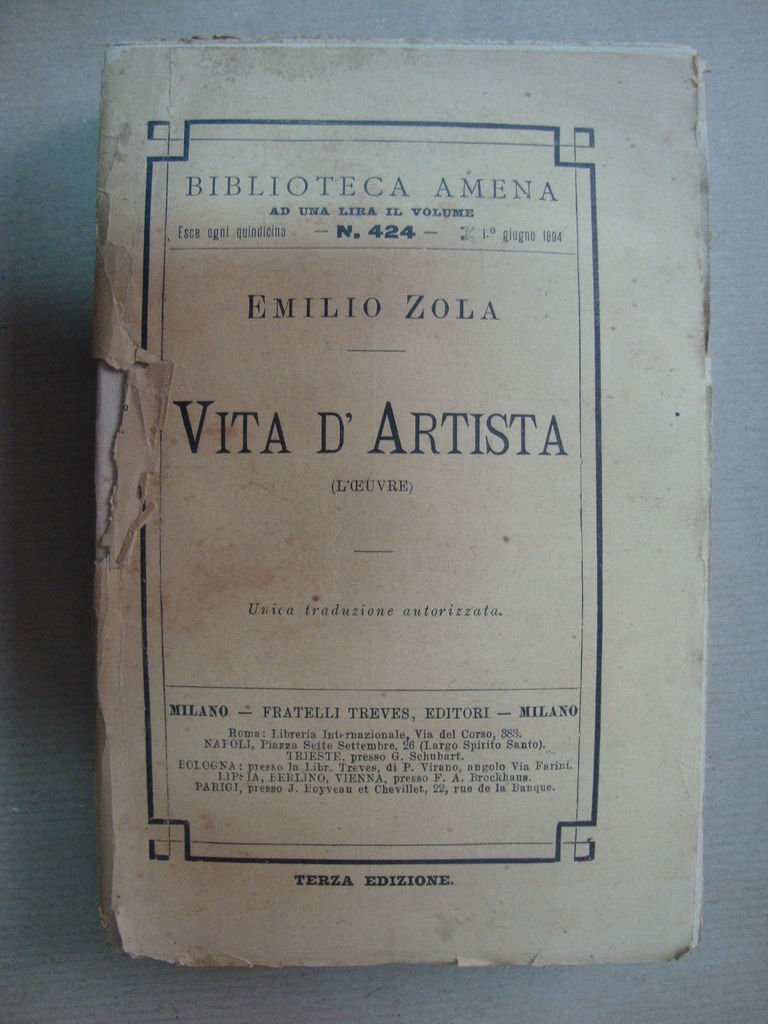 BIBLIOTECA AMENA
AD UNA LIRA IL VOLUME
Esce ogni quindicina — N. 424 — 1.º giugno 1894
EMILIO ZOLA
VITA D' ARTISTA
(L'ŒUVRE)
Unica traduzione autorizzata.
MILANO — FRATELLI TREVES, EDITORI — MILANO
Roma: Libreria Internazionale, Via del Corso, 383.
NAPOLI, Piazza Sette Settembre, 26 (Largo Spirito Santo).
TRIESTE, presso G. Schubart.
BOLOGNA: presso la Libr. Treves, di P. Virano, angolo Via Farini.
LIPSIA, BERLINO, VIENNA, presso F. A. Brockhaus.
PARIGI, presso J. Boyveau et Chevillet, 22, rue de la Banque.
TERZA EDIZIONE.